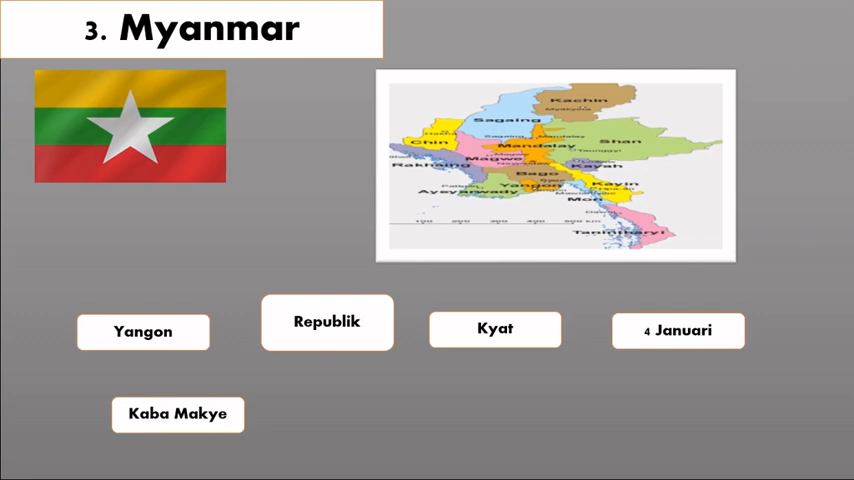 3. Myanmar
Kachin
Sagaing
Chin
Shan
Mandalay
Magwe
Rakhaing
Kayah
Bago
Yangon
Kayin
Ayeyarwady
Mon
Tanintharyi
Yangon
Republik
Kyat
4 Januari
Kaba Makye